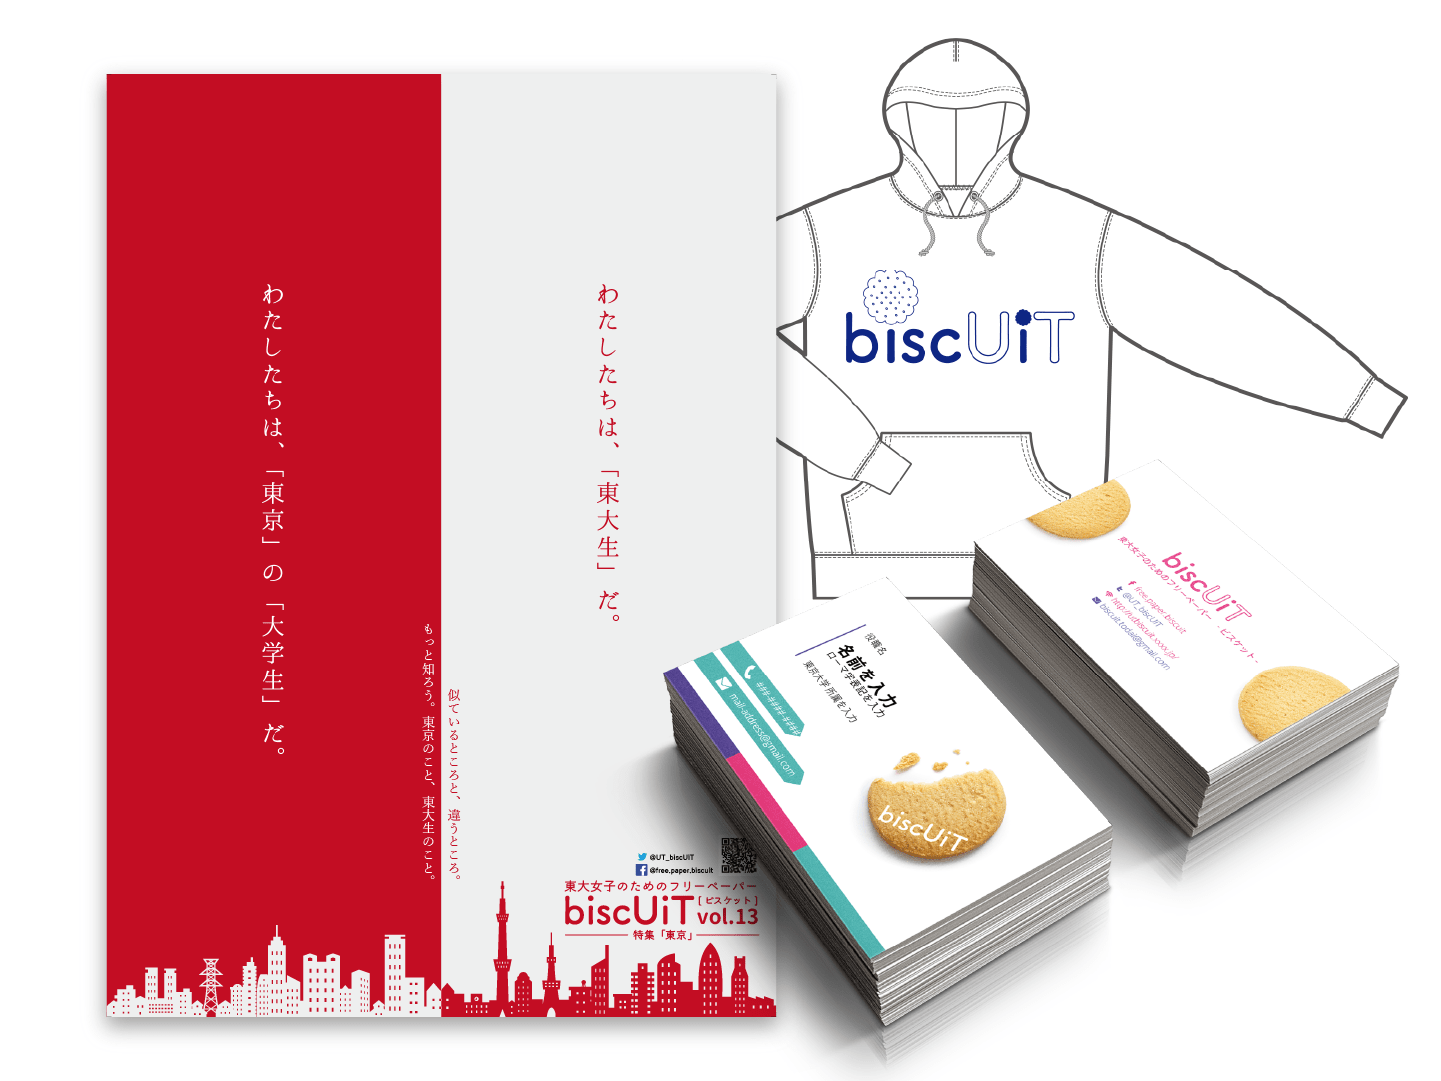 わたしたちは、「東大生」だ。
わたしたちは、「東京」の「大学生」だ。
似ているところと、違うところ。
もっと知ろう。東京のこと、東大生のこと。
@UT_biscUIT
@free.paper.biscuit
東大女子のためのフリーペーパー
biscUiT [ビスケット] vol.13
特集「東京」
biscUiT
役職名
名前を入力
ローマ字表記を入力
東京大学 所属を入力
###-####-####
mail-address@gmail.com
biscUiT
biscUiT
東大女子のためのフリーペーパー - ビスケット -
free.paper.biscuit
@UT_biscUIT
biscuit.todai@gmail.com